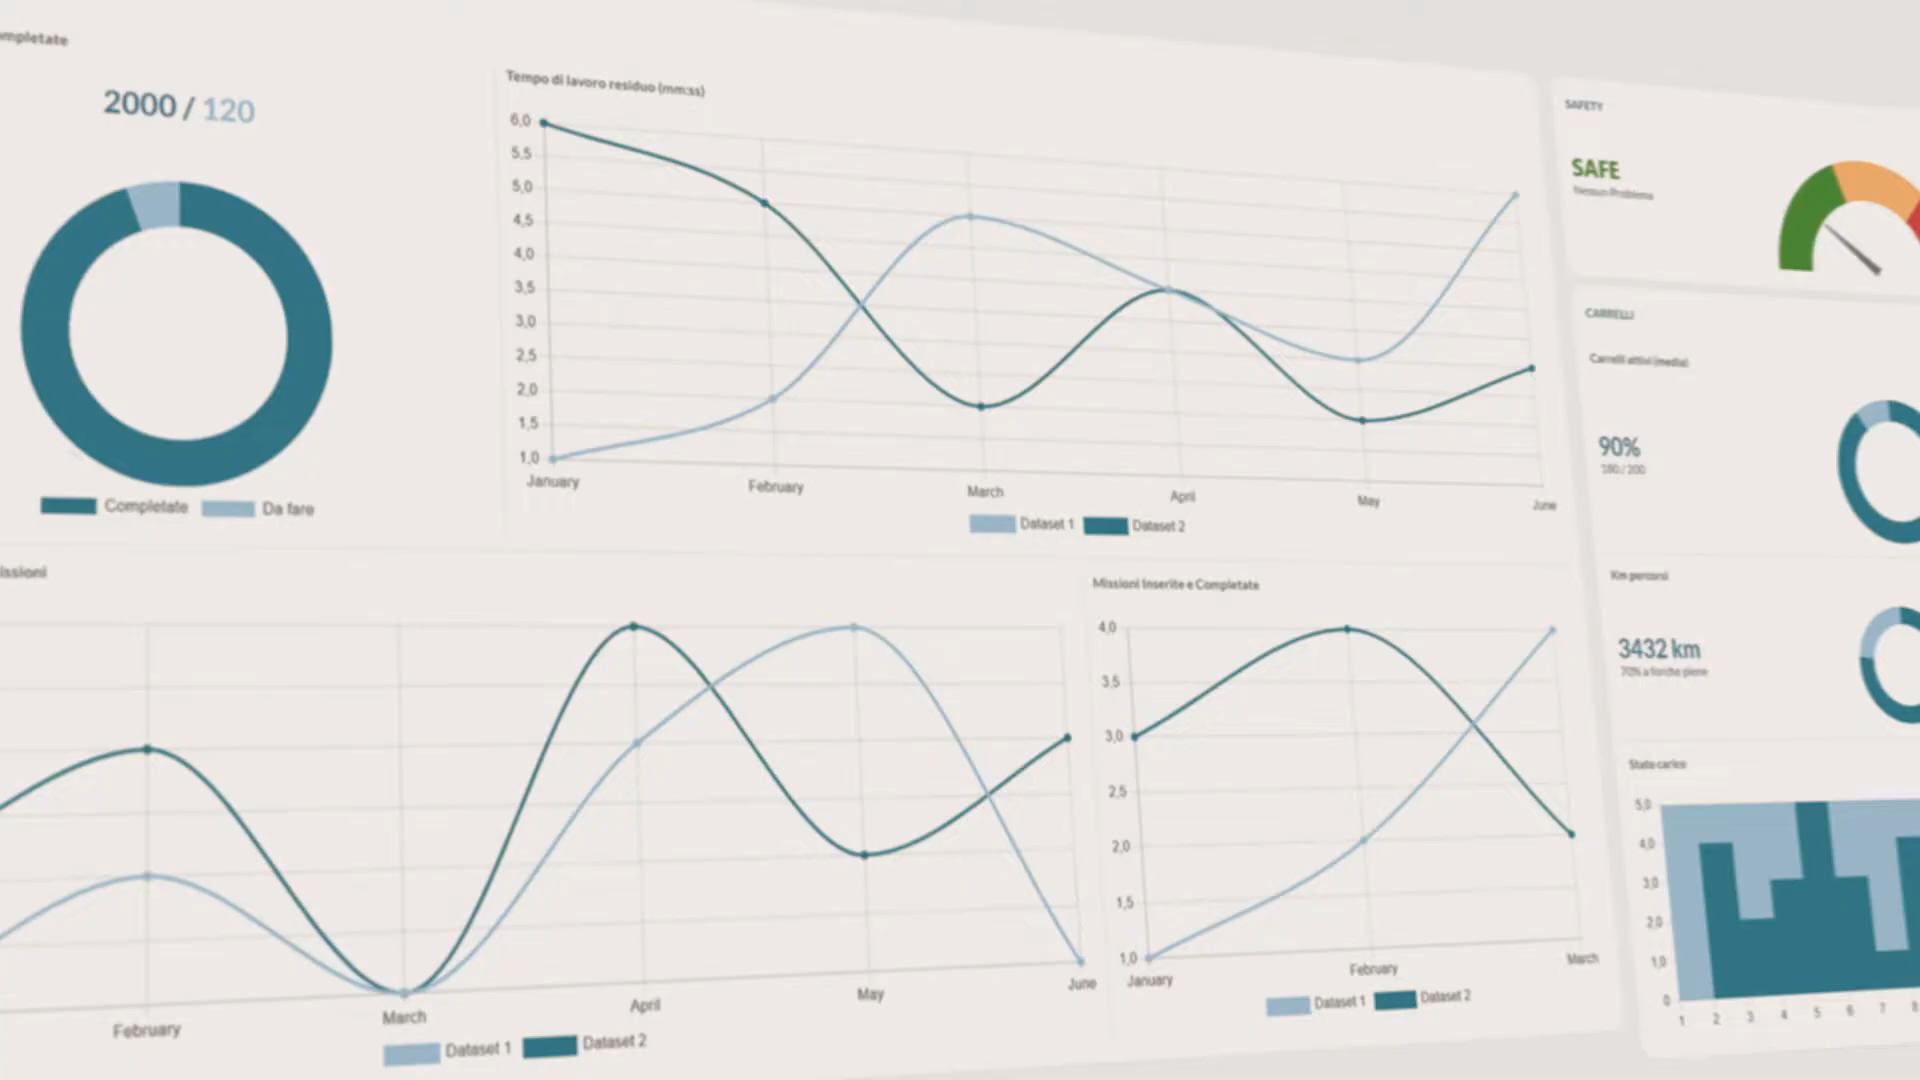 ompletate
2000 / 120
Completate
Da fare
Tempo di lavoro residuo (mm:ss)
6,0
5,5
5,0
4,5
4,0
3,5
3,0
2,5
2,0
1,5
1,0
January
February
March
April
May
June
Dataset 1
Dataset 2
SAFETY
SAFE
Nessun Problema
CARRELLI
Carrelli attivi (media)
90%
180 / 200
Km percorsi
3432 km
70% a forche piene
Stato carico
5,0
4,0
3,0
2,0
1,0
0
1
2
3
4
5
6
7
8
issioni
February
March
April
May
June
Dataset 1
Dataset 2
Missioni Inserite e Completate
4,0
3,5
3,0
2,5
2,0
1,5
1,0
January
February
March
Dataset 1
Dataset 2